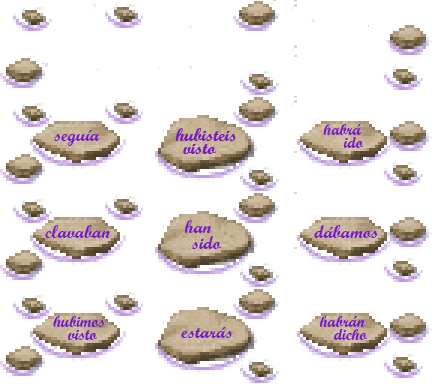 seguía
hubisteis
visto
habrá
ido
clavaban
han
sido
dábamos
hubimos
visto
estarás
habrán
dicho